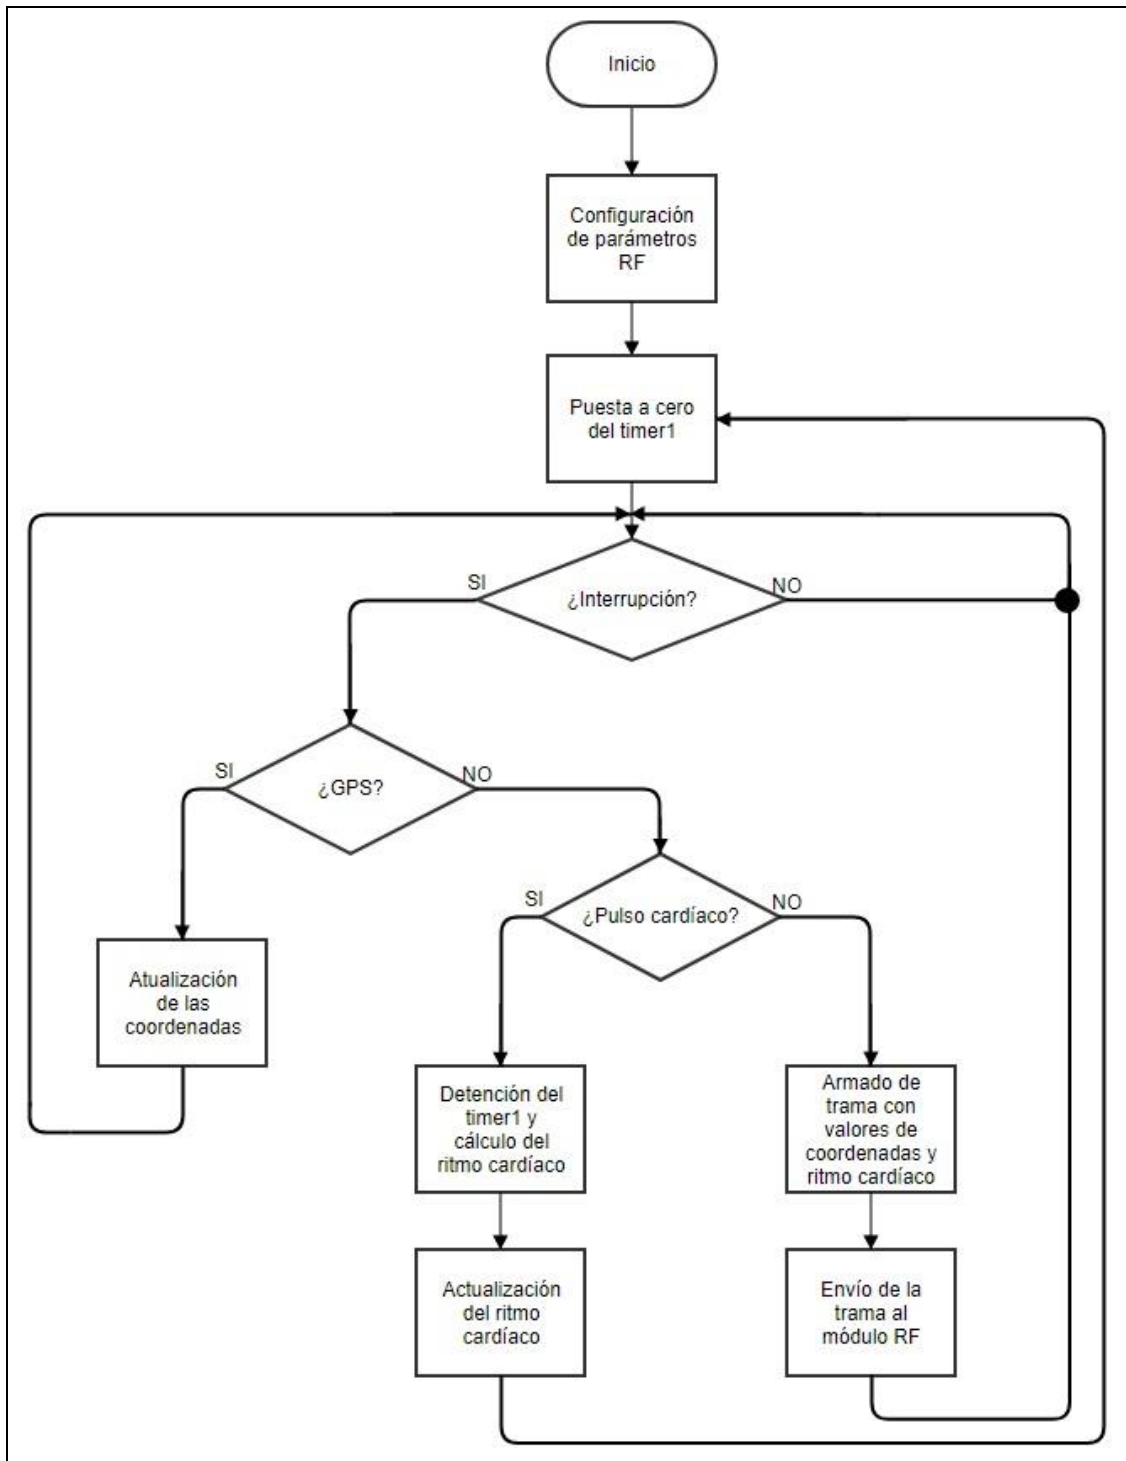 Inicio
Configuración
de parámetros
RF
Puesta a cero
del timer1
SI
NO
¿Interrupción?
SI
NO
¿GPS?
SI
NO
¿Pulso cardíaco?
Atualización
de las
coordenadas
Detención del
timer1 y
cálculo del
ritmo cardíaco
Armado de
trama con
valores de
coordenadas y
ritmo cardíaco
Actualización
del ritmo
cardíaco
Envío de la
trama al
módulo RF